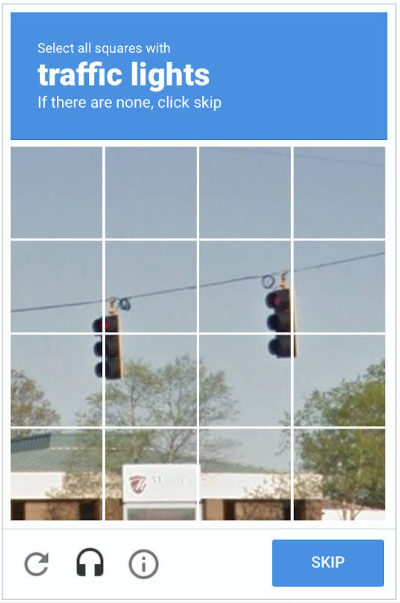 Select all squares with
traffic lights
If there are none, click skip
SKIP